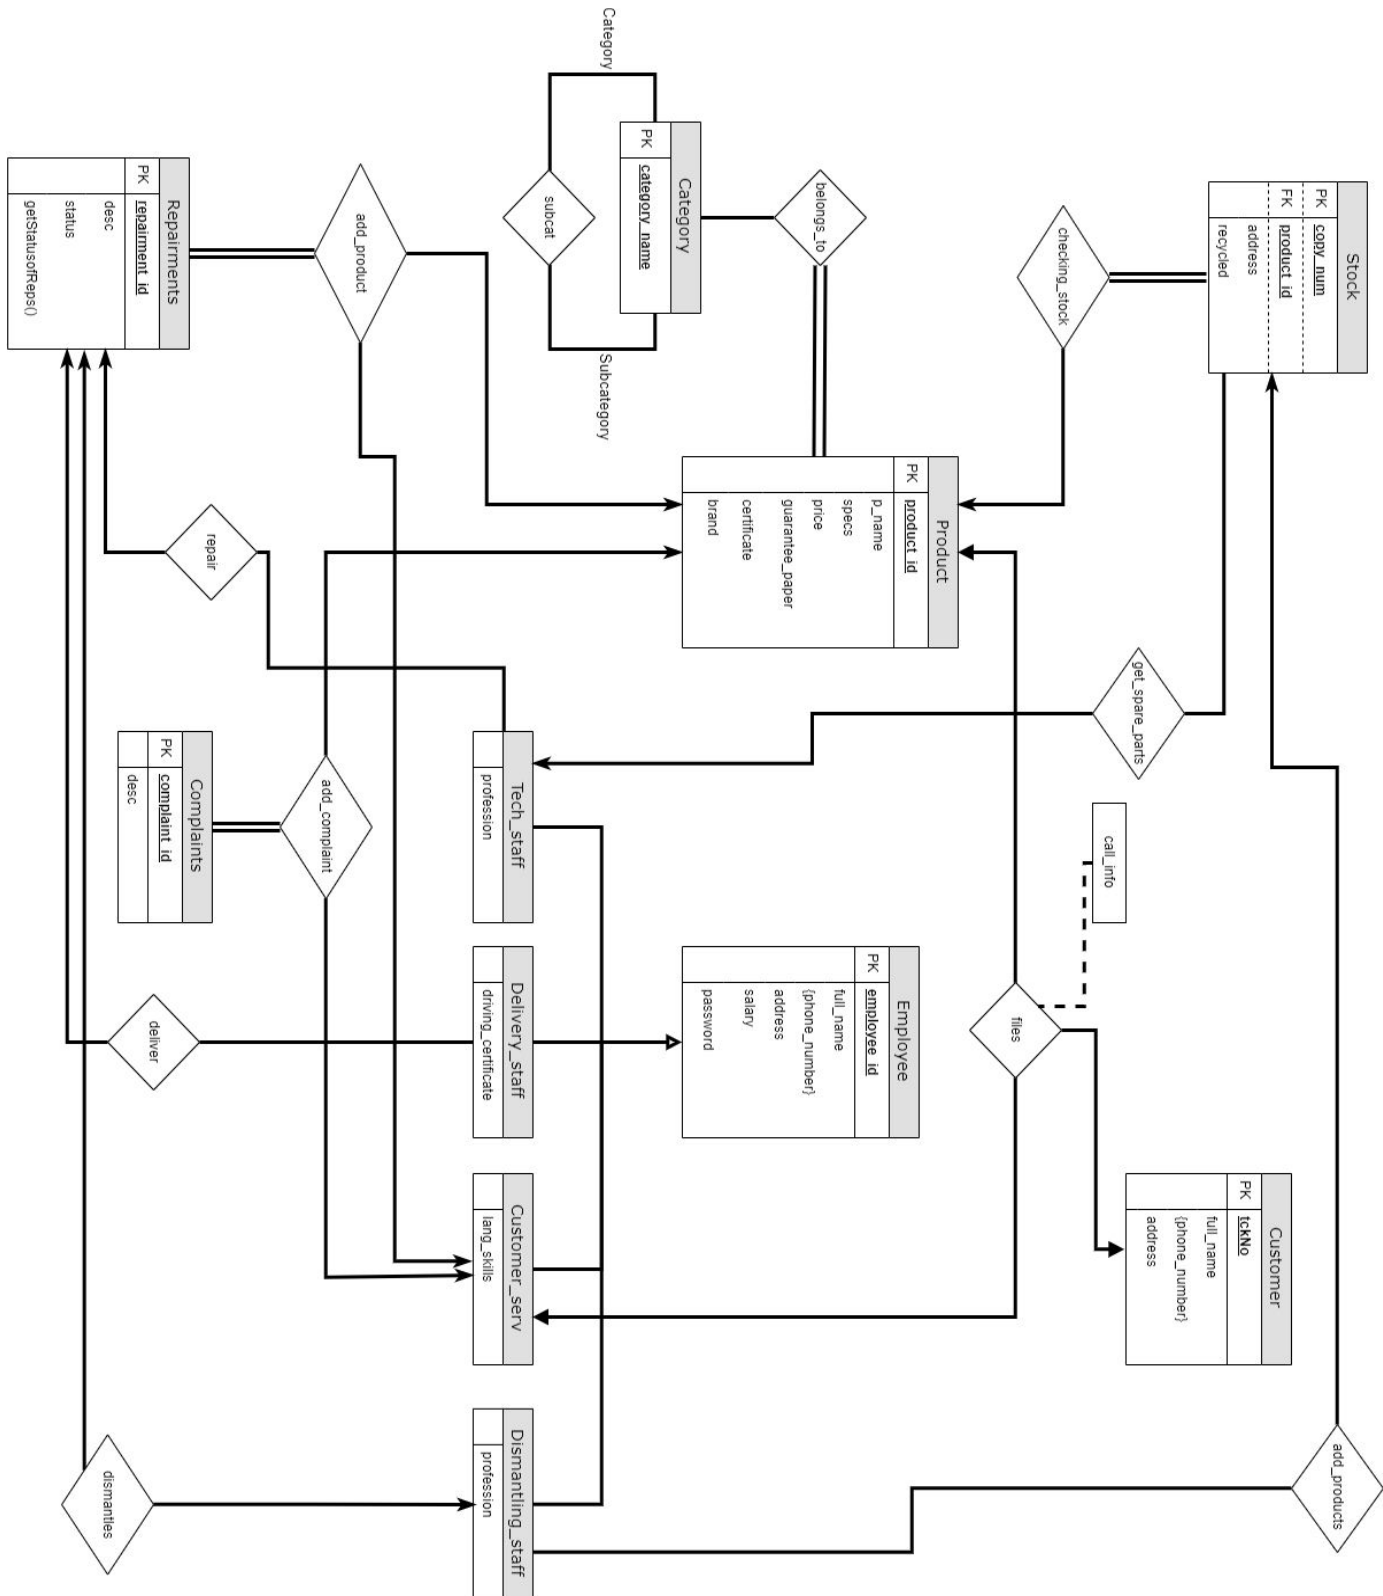 Stock
PK copy_num
FK product_id
address
recycled
checking_stock
belongs_to
Category
PK category_name
Category
subcat
Subcategory
add_product
Repairments
PK repairment_id
desc
status
getStatusofReps()
Product
PK product_id
p_name
specs
price
guarantee_paper
certificate
brand
repair
get_spare_parts
call_info
Tech_staff
profession
add_complaint
Complaints
PK complaint_id
desc
files
Employee
PK employee_id
full_name
{phone_number}
address
salary
password
Delivery_staff
driving_certificate
deliver
Customer
PK tckNo
full_name
{phone_number}
address
Customer_serv
lang_skills
add_products
Dismantling_staff
profession
dismantles